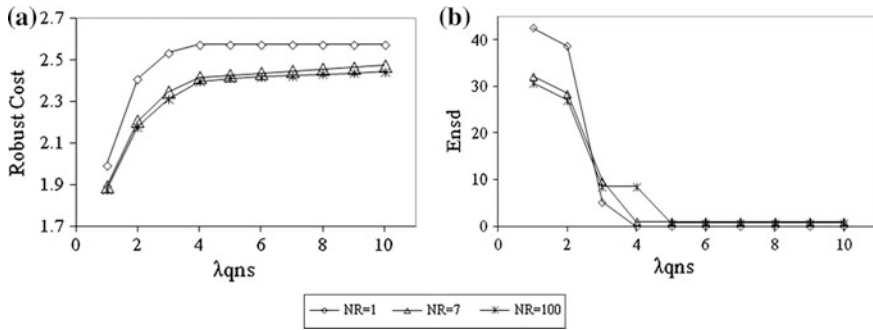 (a)
2.7
2.5
2.3
2.1
1.9
1.7
Robust Cost
0 2 4 6 8 10
λqns
(b)
40
30
20
10
0
Ensd
0 2 4 6 8 10
λqns
NR=1 NR=7 NR=100